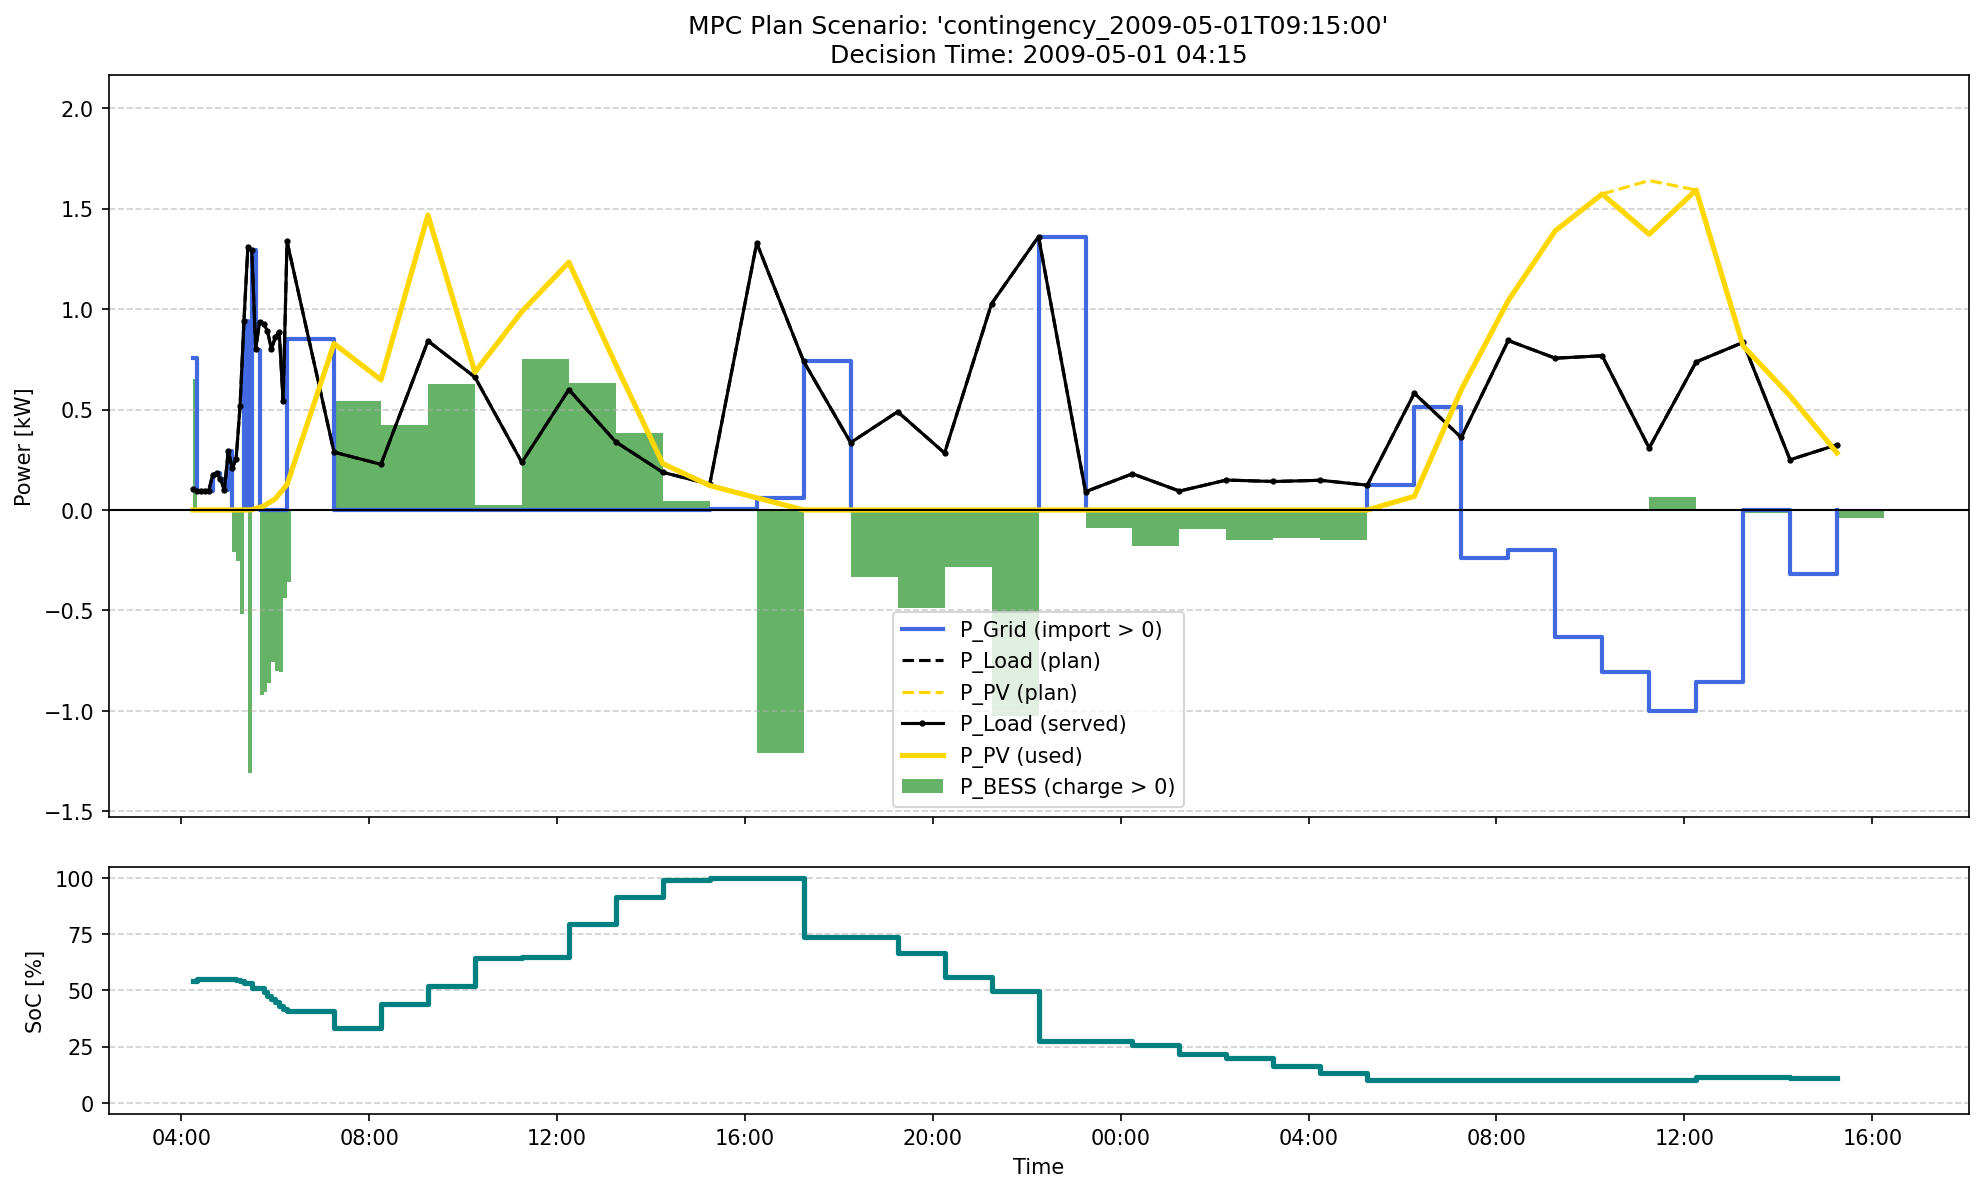 MPC Plan Scenario: 'contingency_2009-05-01T09:15:00'
Decision Time: 2009-05-01 04:15
Power [kW]
2.0
1.5
1.0
0.5
0.0
−0.5
−1.0
−1.5
P_Grid (import > 0)
P_Load (plan)
P_PV (plan)
P_Load (served)
P_PV (used)
P_BESS (charge > 0)
SoC [%]
100
75
50
25
0
04:00 08:00 12:00 16:00 20:00 00:00 04:00 08:00 12:00 16:00
Time